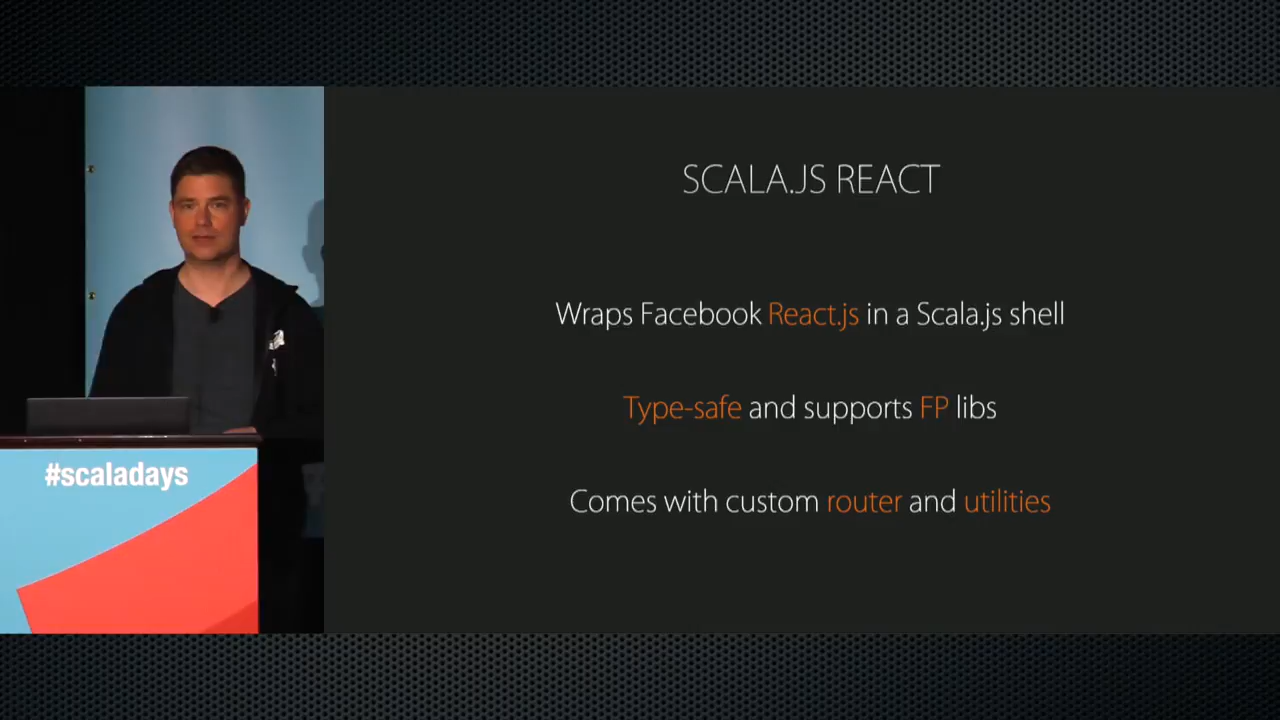 SCALA.JS REACT
Wraps Facebook React.js in a Scala.js shell
Type-safe and supports FP libs
Comes with custom router and utilities
#scaladays